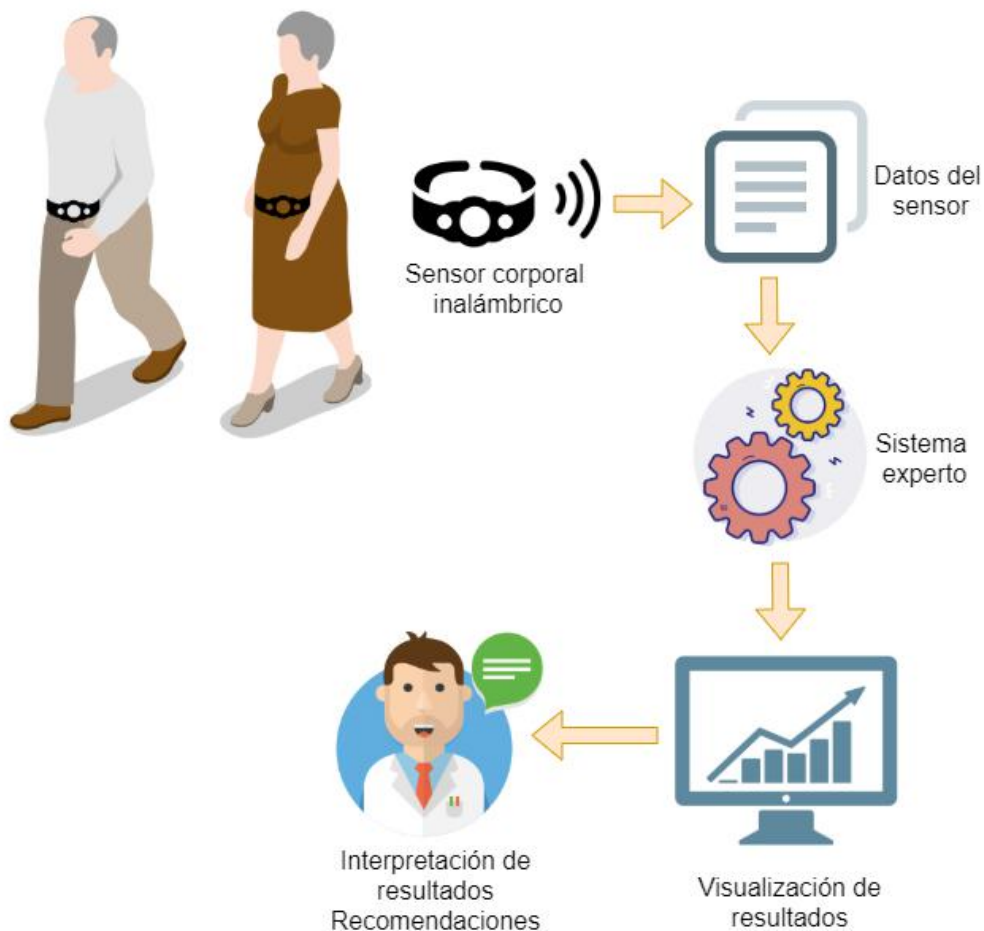 Sensor corporal
inalámbrico
Datos del
sensor
Sistema
experto
Visualización de
resultados
Interpretación de
resultados
Recomendaciones